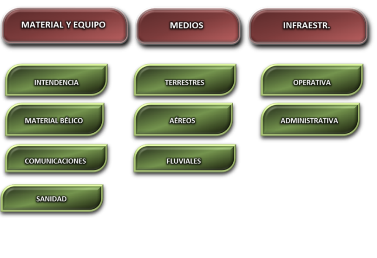 MATERIAL Y EQUIPO
INTENDENCIA
MATERIAL BÉLICO
COMUNICACIONES
SANIDAD
MEDIOS
TERRESTRES
AÉREOS
FLUVIALES
INFRAESTR.
OPERATIVA
ADMINISTRATIVA